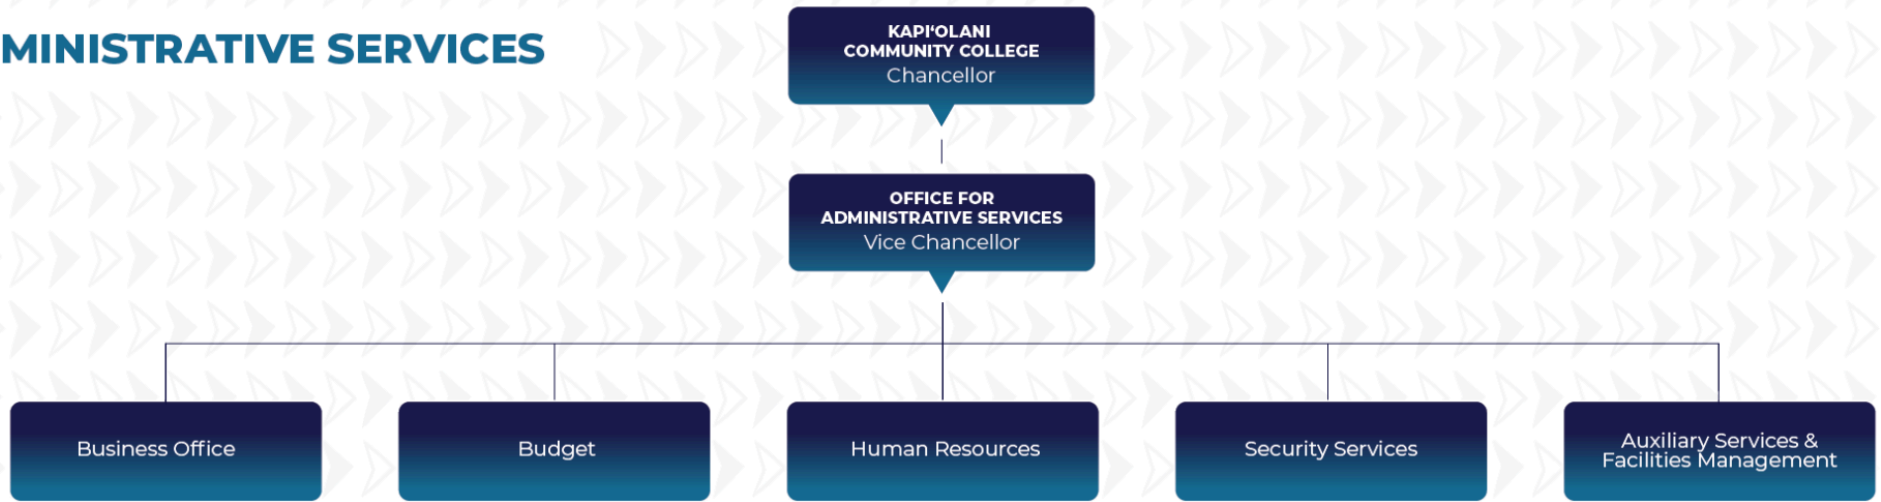 MINISTRATIVE SERVICES
KAPI‘OLANI
COMMUNITY COLLEGE
Chancellor
OFFICE FOR
ADMINISTRATIVE SERVICES
Vice Chancellor
Business Office
Budget
Human Resources
Security Services
Auxiliary Services &
Facilities Management